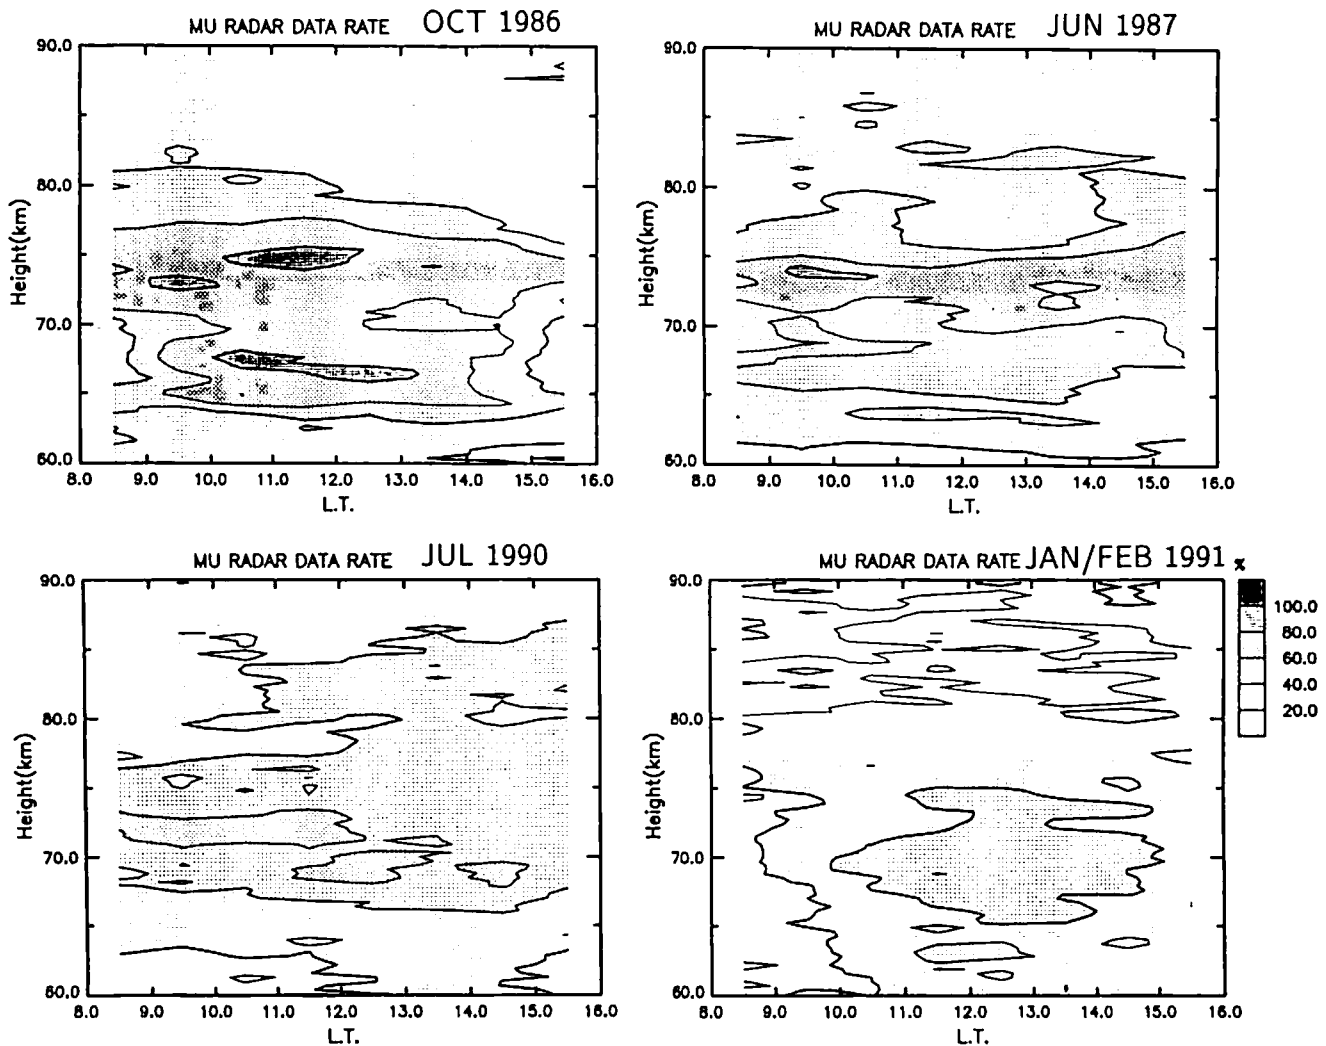 MU RADAR DATA RATE OCT 1986
90.0
80.0
70.0
60.0
Height(km)
8.0 9.0 10.0 11.0 12.0 13.0 14.0 15.0 16.0
L.T.
MU RADAR DATA RATE JUN 1987
90.0
80.0
70.0
60.0
Height(km)
8.0 9.0 10.0 11.0 12.0 13.0 14.0 15.0 16.0
L.T.
MU RADAR DATA RATE JUL 1990
90.0
80.0
70.0
60.0
Height(km)
8.0 9.0 10.0 11.0 12.0 13.0 14.0 15.0 16.0
L.T.
MU RADAR DATA RATE JAN/FEB 1991
90.0
80.0
70.0
60.0
Height(km)
8.0 9.0 10.0 11.0 12.0 13.0 14.0 15.0 16.0
L.T.
%
100.0
80.0
60.0
40.0
20.0